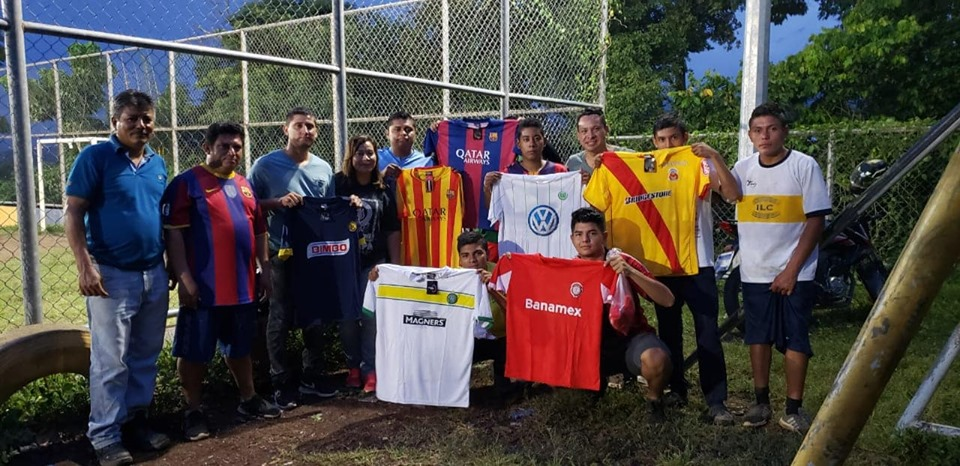 QATAR
AIRWAYS
QATAR
BRIDGESTONE
ILC
BIMBO
MAGNERS
Banamex